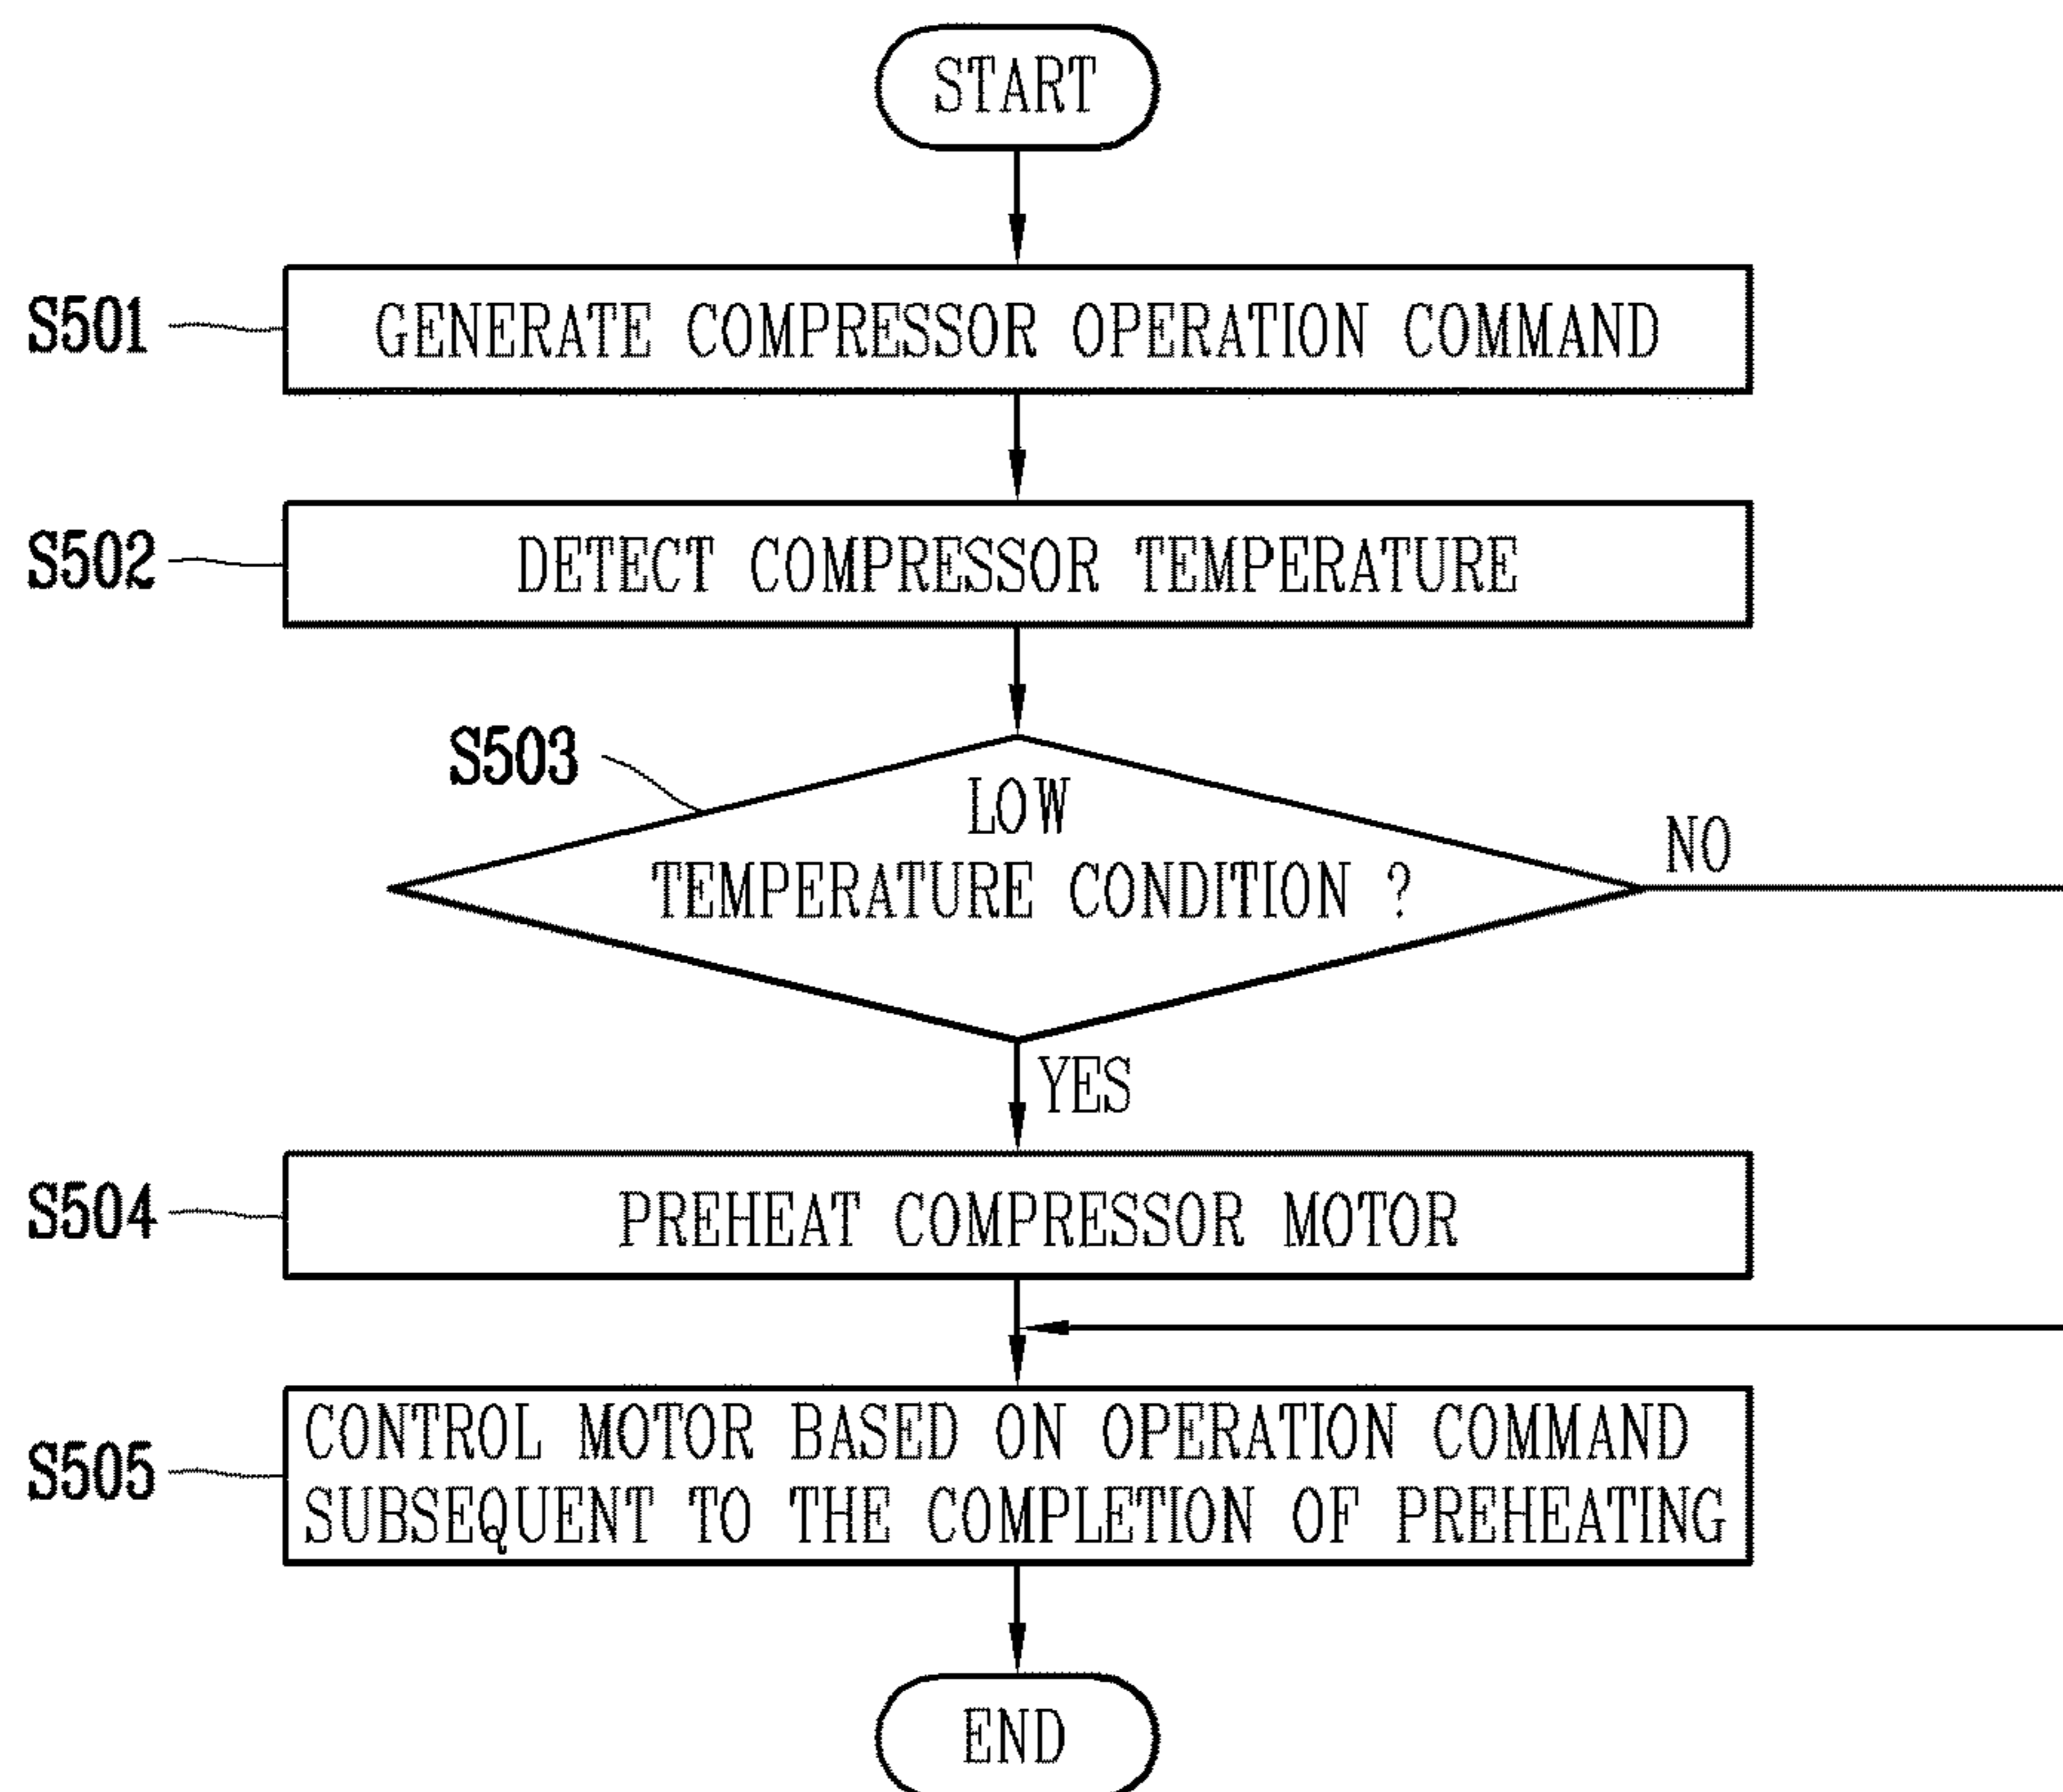 START
S501
GENERATE COMPRESSOR OPERATION COMMAND
S502
DETECT COMPRESSOR TEMPERATURE
S503
LOW
TEMPERATURE CONDITION ?
NO
YES
S504
PREHEAT COMPRESSOR MOTOR
S505
CONTROL MOTOR BASED ON OPERATION COMMAND
SUBSEQUENT TO THE COMPLETION OF PREHEATING
END